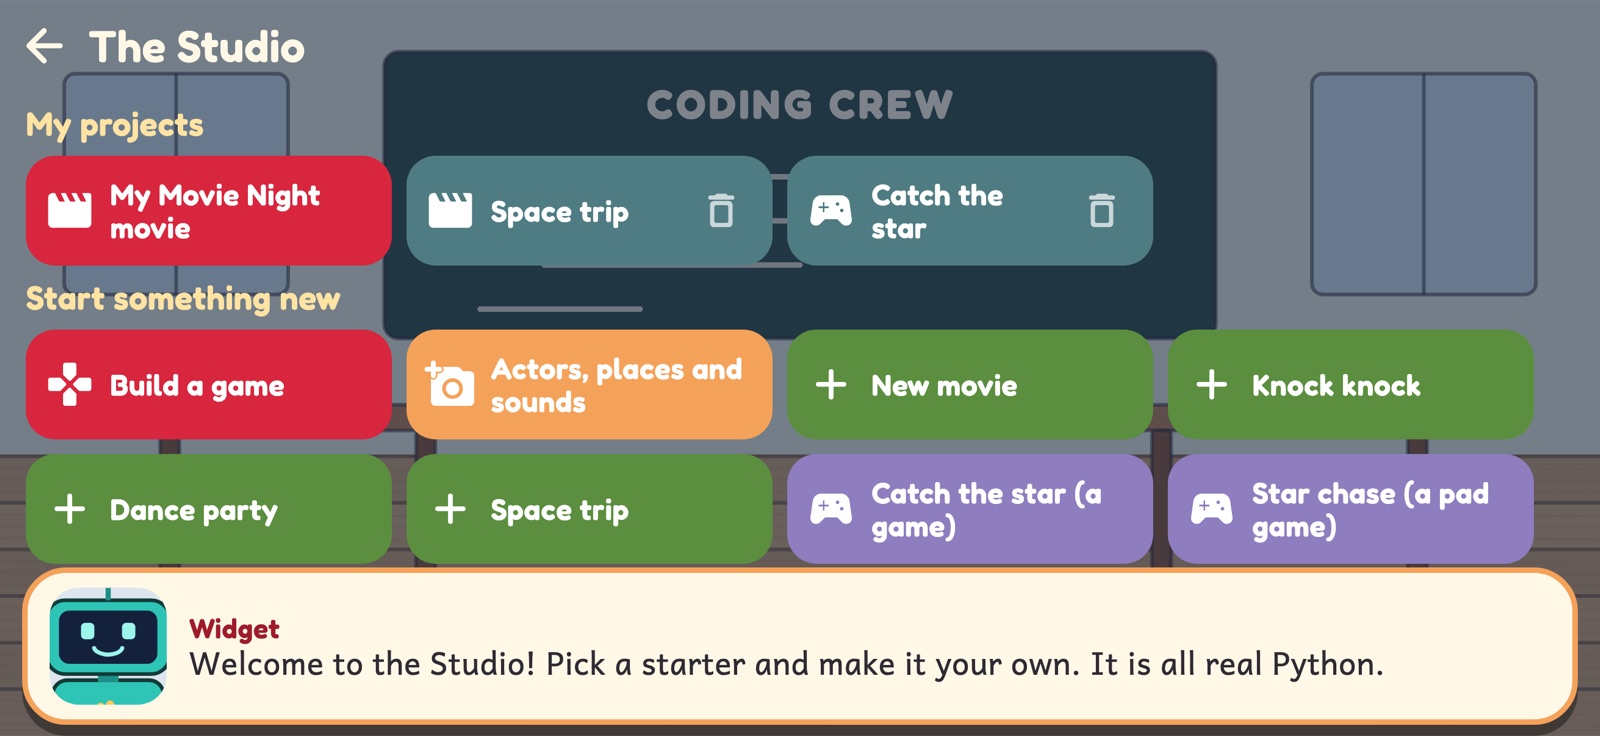 The Studio
CODING CREW
My projects
My Movie Night
movie
Space trip
Catch the
star
Start something new
Build a game
Actors, places and
sounds
New movie
Knock knock
Dance party
Space trip
Catch the star (a
game)
Star chase (a pad
game)
Widget
Welcome to the Studio! Pick a starter and make it your own. It is all real Python.